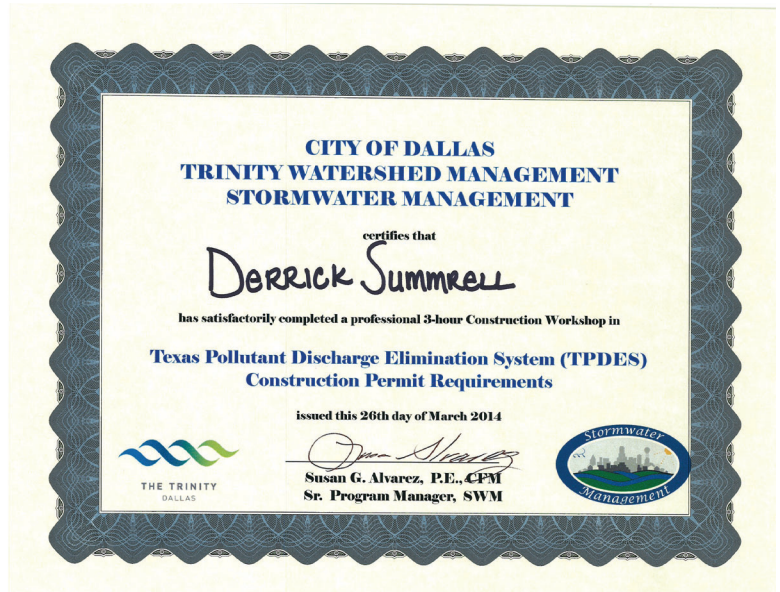 CITY OF DALLAS
TRINITY WATERSHED MANAGEMENT
STORMWATER MANAGEMENT
certifies that
DERRICK SUMMRELL
has satisfactorily completed a professional 3-hour Construction Workshop in
Texas Pollutant Discharge Elimination System (TPDES)
Construction Permit Requirements
issued this 26th day of March 2014
Susan G. Alvarez, P.E., CFM
Sr. Program Manager, SWM
THE TRINITY
DALLAS
Stormwater
Management